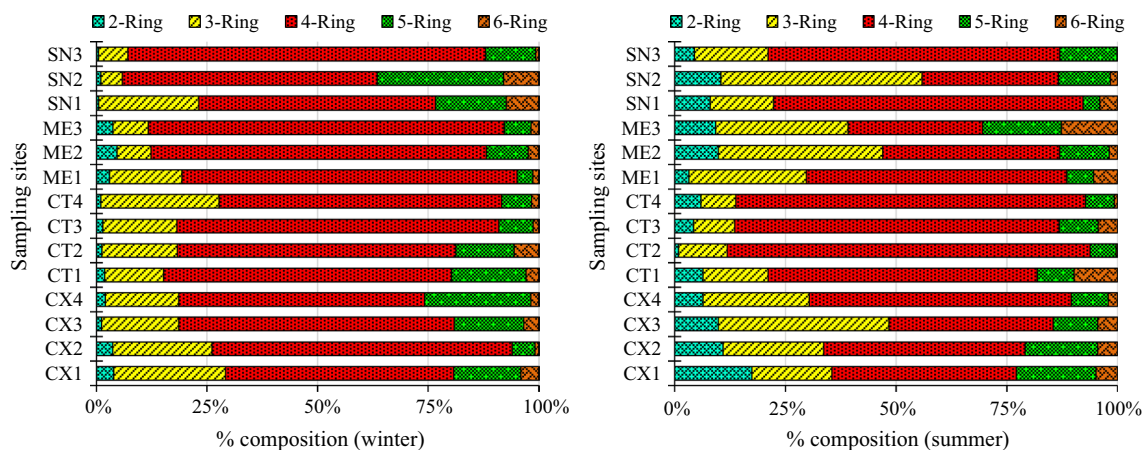 2-Ring 3-Ring 4-Ring 5-Ring 6-Ring
SN3
SN2
SN1
ME3
ME2
ME1
CT4
CT3
CT2
CT1
CX4
CX3
CX2
CX1
Sampling sites
0% 25% 50% 75% 100%
% composition (winter)
2-Ring 3-Ring 4-Ring 5-Ring 6-Ring
SN3
SN2
SN1
ME3
ME2
ME1
CT4
CT3
CT2
CT1
CX4
CX3
CX2
CX1
Sampling sites
0% 25% 50% 75% 100%
% composition (summer)